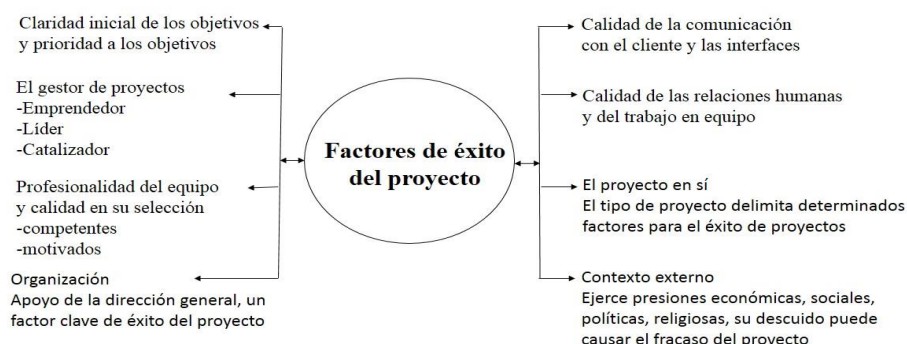 Claridad inicial de los objetivos
y prioridad a los objetivos
El gestor de proyectos
-Emprendedor
-Líder
-Catalizador
Profesionalidad del equipo
y calidad en su selección
-competentes
-motivados
Organización
Apoyo de la dirección general, un
factor clave de éxito del proyecto
Factores de éxito
del proyecto
Calidad de la comunicación
con el cliente y las interfaces
Calidad de las relaciones humanas
y del trabajo en equipo
El proyecto en sí
El tipo de proyecto delimita determinados
factores para el éxito de proyectos
Contexto externo
Ejerce presiones económicas, sociales,
políticas, religiosas, su descuido puede
causar el fracaso del proyecto